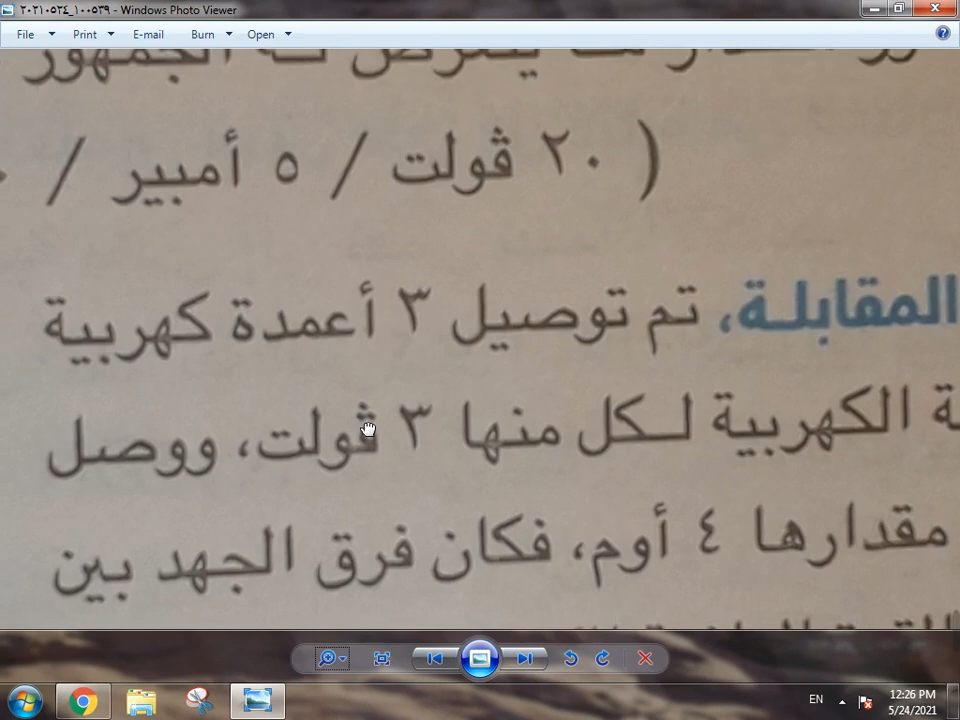 ٢٠٢١٠٥٢٤_١٠٠٥٣٩ - Windows Photo Viewer
File Print E-mail Burn Open
له الجمهور
( ٢٠ ڤولت / ٥ أمبير /
المقابلة، تم توصيل ٣ أعمدة كهربية
الكهربية لكل منها ٣ ڤولت، ووصل
مقدارها ٤ أوم، فكان فرق الجهد بين
EN
12:26 PM
5/24/2021